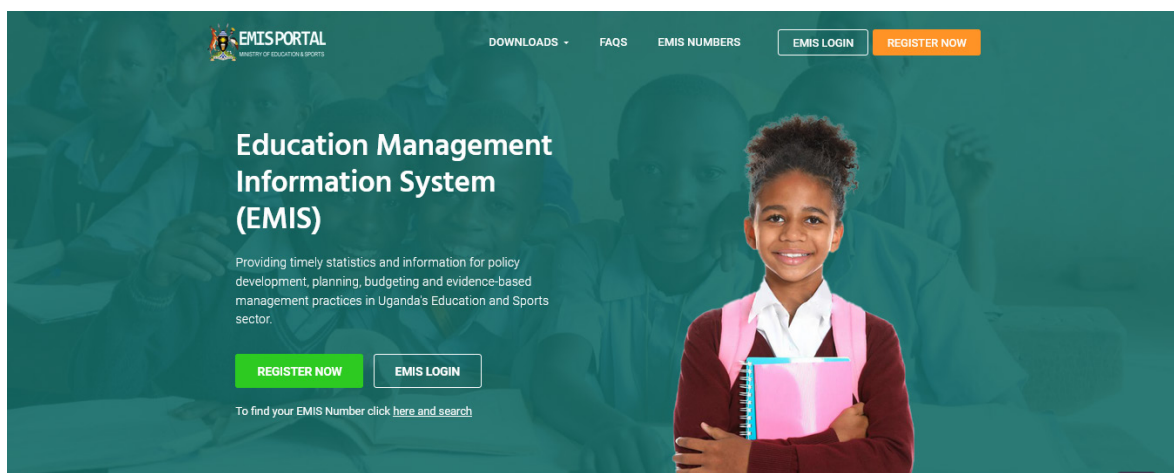 EMIS PORTAL
MINISTRY OF EDUCATION & SPORTS
DOWNLOADS
FAQS
EMIS NUMBERS
EMIS LOGIN
REGISTER NOW
Education Management
Information System
(EMIS)
Providing timely statistics and information for policy
development, planning, budgeting and evidence-based
management practices in Uganda's Education and Sports
sector.
REGISTER NOW
EMIS LOGIN
To find your EMIS Number click here and search